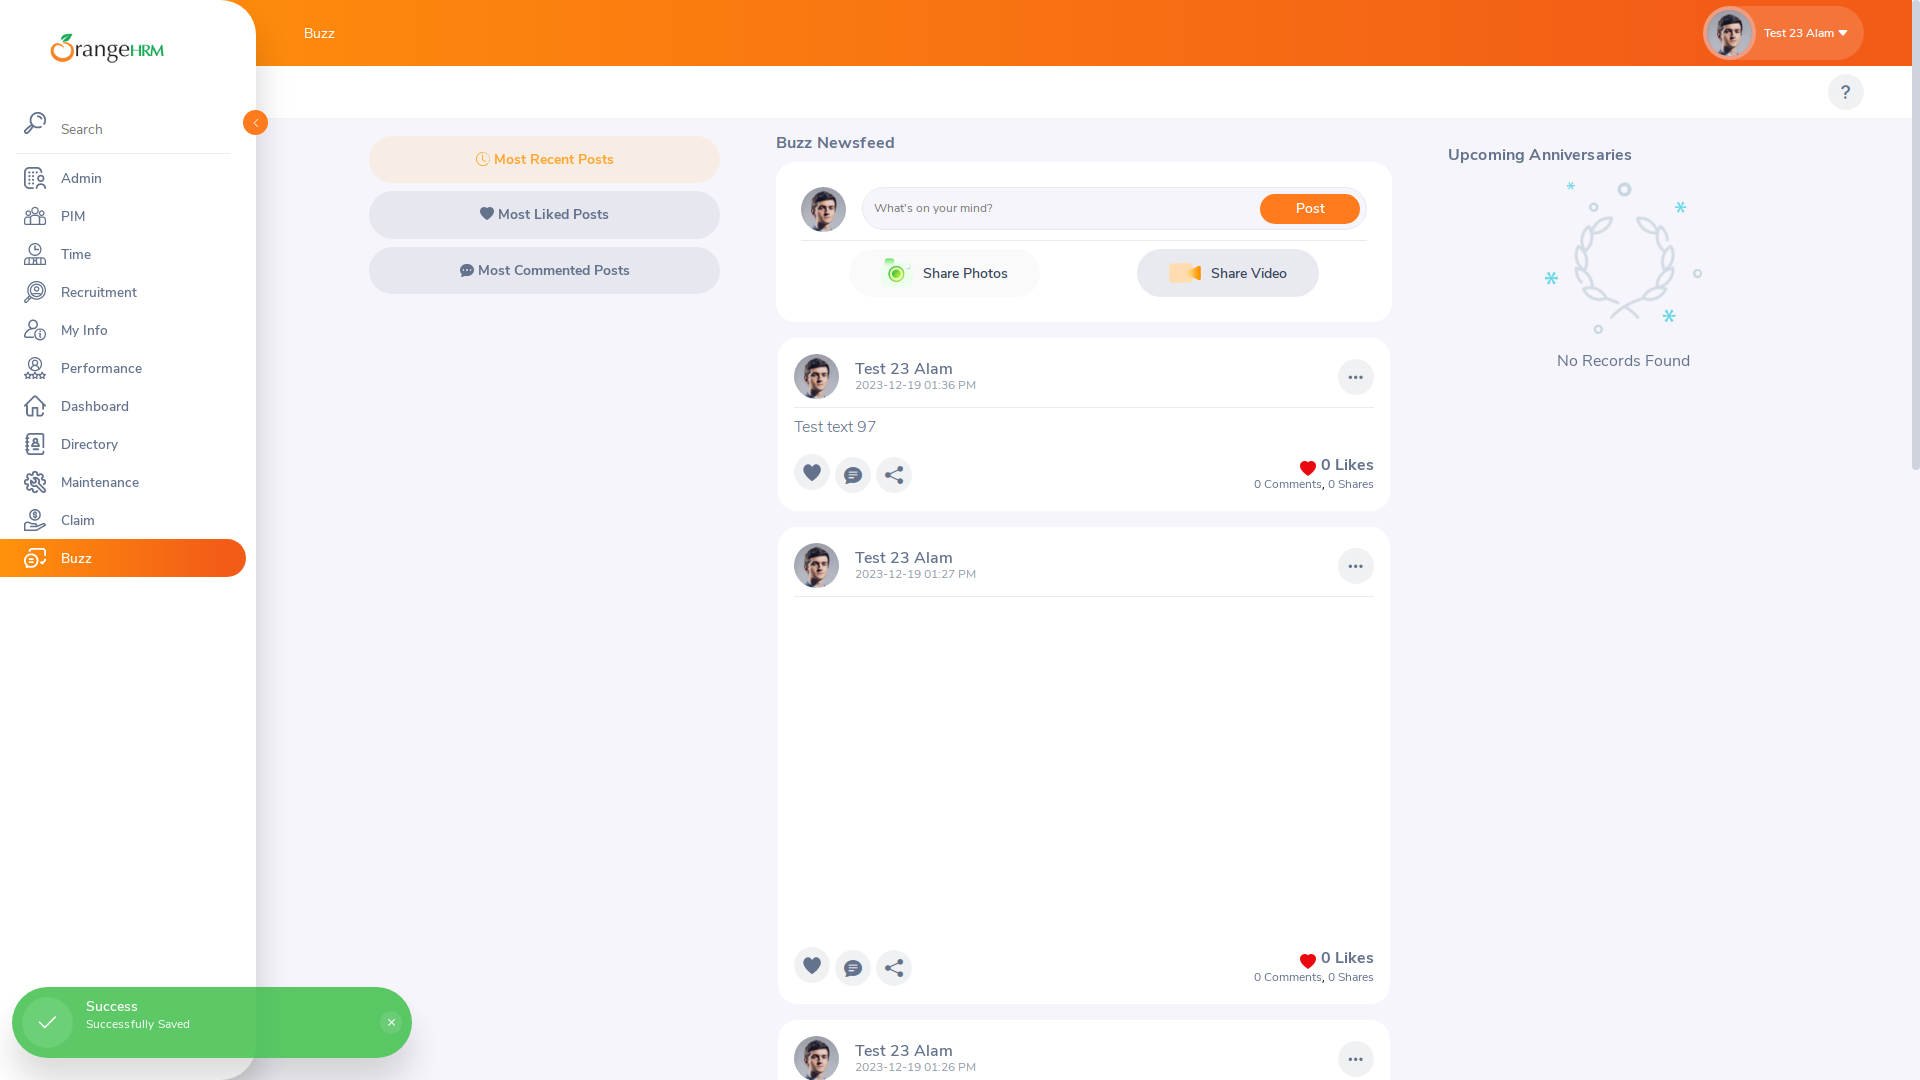 OrangeHRM
Search
Admin
PIM
Time
Recruitment
My Info
Performance
Dashboard
Directory
Maintenance
Claim
Buzz
Buzz
Test 23 Alam
?
Most Recent Posts
Most Liked Posts
Most Commented Posts
Buzz Newsfeed
What's on your mind?
Post
Share Photos
Share Video
Test 23 Alam
2023-12-19 01:36 PM
Test text 97
0 Likes
0 Comments, 0 Shares
Test 23 Alam
2023-12-19 01:27 PM
0 Likes
0 Comments, 0 Shares
Test 23 Alam
2023-12-19 01:26 PM
Upcoming Anniversaries
No Records Found
Success
Successfully Saved
×